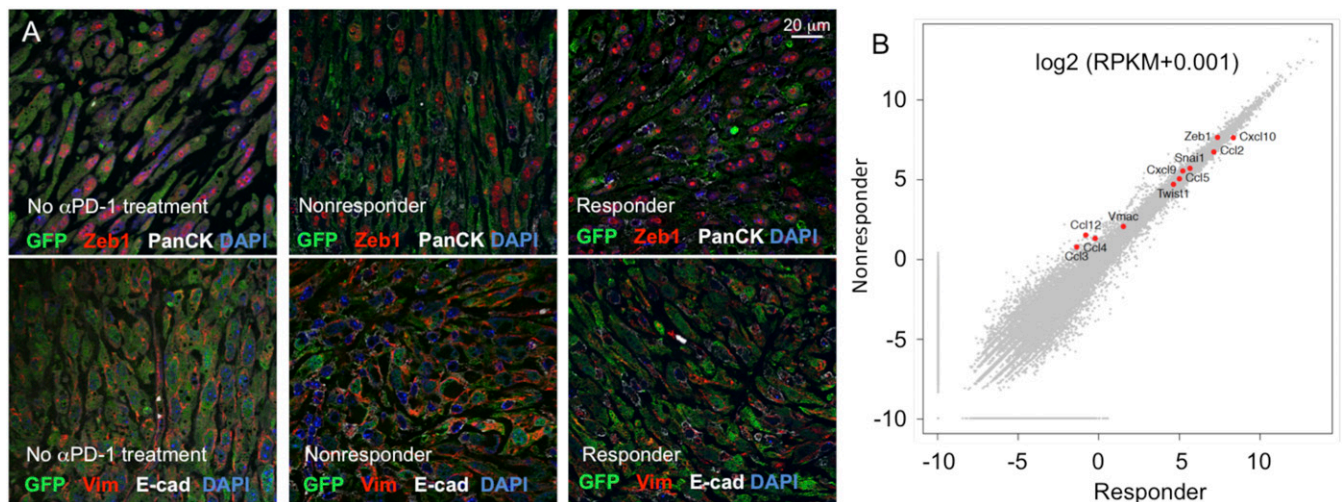 A
20 μm
No αPD-1 treatment
GFP Zeb1 PanCK DAPI
Nonresponder
GFP Zeb1 PanCK DAPI
Responder
GFP Zeb1 PanCK DAPI
No αPD-1 treatment
GFP Vim E-cad DAPI
Nonresponder
GFP Vim E-cad DAPI
Responder
GFP Vim E-cad DAPI
B
log2 (RPKM+0.001)
Nonresponder
10
5
0
-5
-10
Zeb1
Cxcl10
Ccl2
Snai1
Cxcl9
Ccl5
Twist1
Vmac
Ccl12
Ccl4
Ccl3
-10 -5 0 5 10
Responder